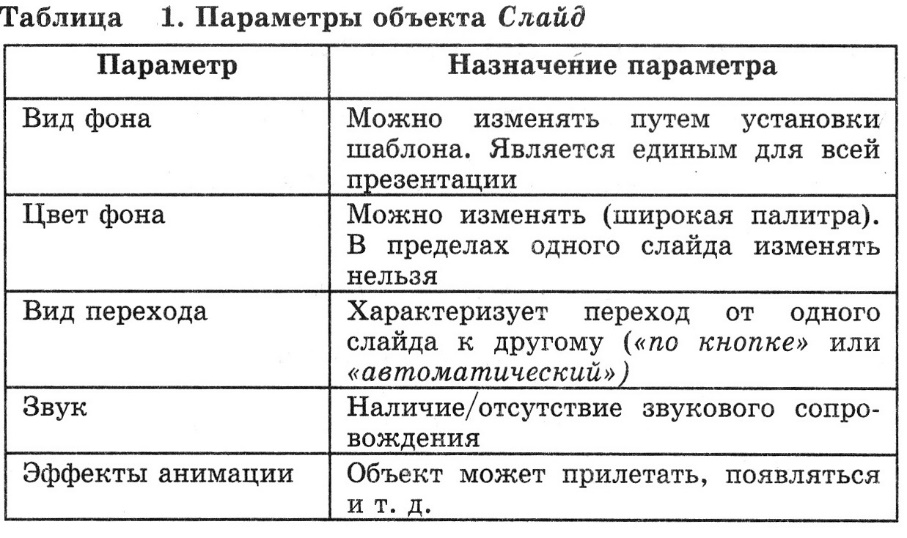 Таблица 1. Параметры объекта Слайд
Параметр
Назначение параметра
Вид фона
Можно изменять путем установки
шаблона. Является единым для всей
презентации
Цвет фона
Можно изменять (широкая палитра).
В пределах одного слайда изменять
нельзя
Вид перехода
Характеризует переход от одного
слайда к другому («по кнопке» или
«автоматический»)
Звук
Наличие/отсутствие звукового сопро-
вождения
Эффекты анимации
Объект может прилетать, появляться
и т. д.